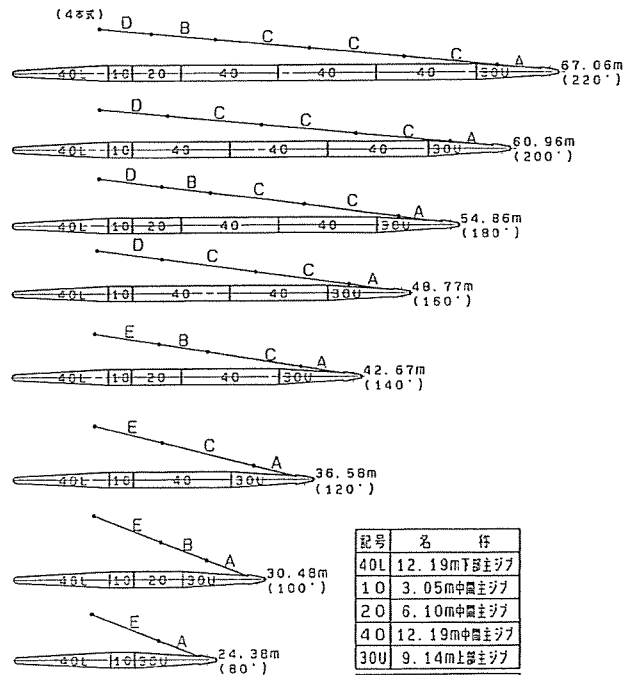 (4本式)
D B C C C A
40L 10 20 40 40 40 30U
67.06m
(220')
D C C C A
40L 10 40 40 40 30U
60.96m
(200')
D B C C A
40L 10 20 40 40 30U
54.86m
(180')
D C C A
40L 10 40 40 30U
48.77m
(160')
E B C A
40L 10 20 40 30U
42.67m
(140')
E C A
40L 10 40 30U
36.58m
(120')
E B A
40L 10 20 30U
30.48m
(100')
E A
40L 10 30U
24.38m
(80')
記号 名 称
40L 12.19m下部主ジブ
10 3.05m中間主ジブ
20 6.10m中間主ジブ
40 12.19m中間主ジブ
30U 9.14m上部主ジブ